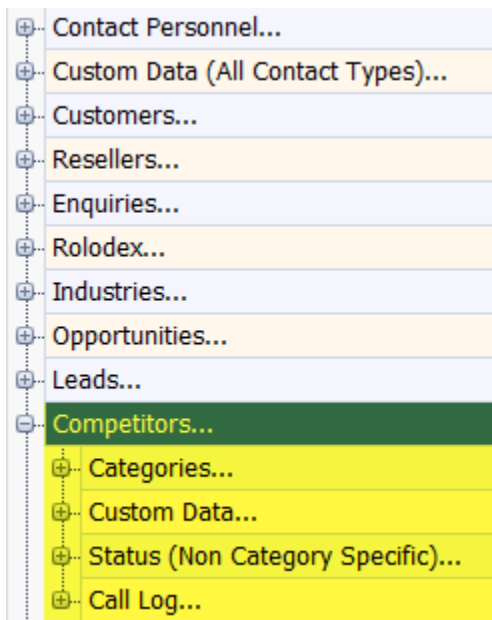 Contact Personnel...
Custom Data (All Contact Types)...
Customers...
Resellers...
Enquiries...
Rolodex...
Industries...
Opportunities...
Leads...
Competitors...
Categories...
Custom Data...
Status (Non Category Specific)...
Call Log...